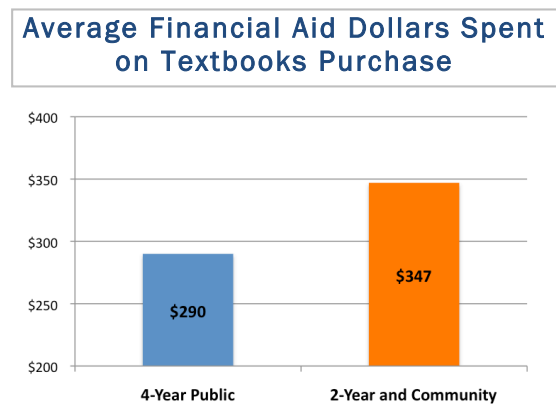 Average Financial Aid Dollars Spent
on Textbooks Purchase
$400
$350
$300
$250
$200
$290
$347
4-Year Public
2-Year and Community